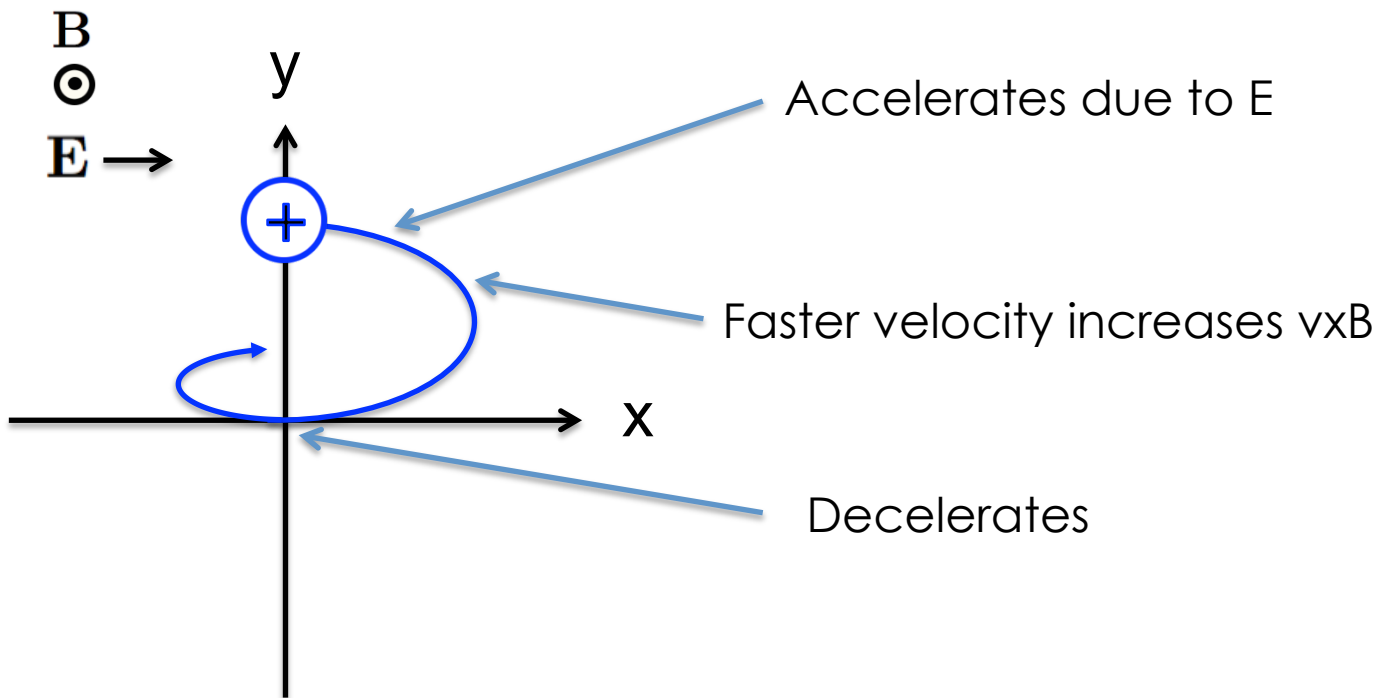 B
y
Accelerates due to E
E
+
Faster velocity increases vxB
x
Decelerates